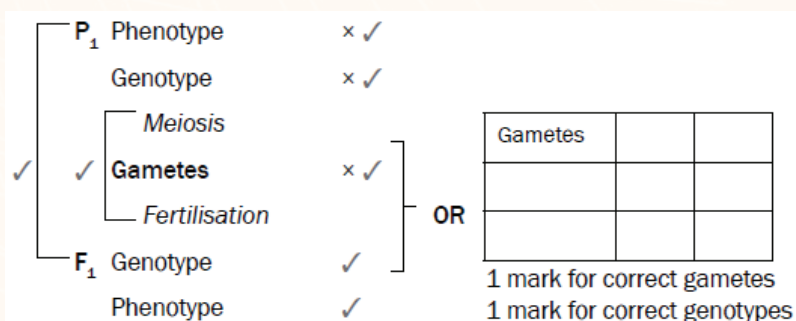 P₁ Phenotype × ✓
Genotype × ✓
Meiosis
✓ ✓ Gametes × ✓
Fertilisation
F₁ Genotype ✓
Phenotype ✓
OR
Gametes
1 mark for correct gametes
1 mark for correct genotypes